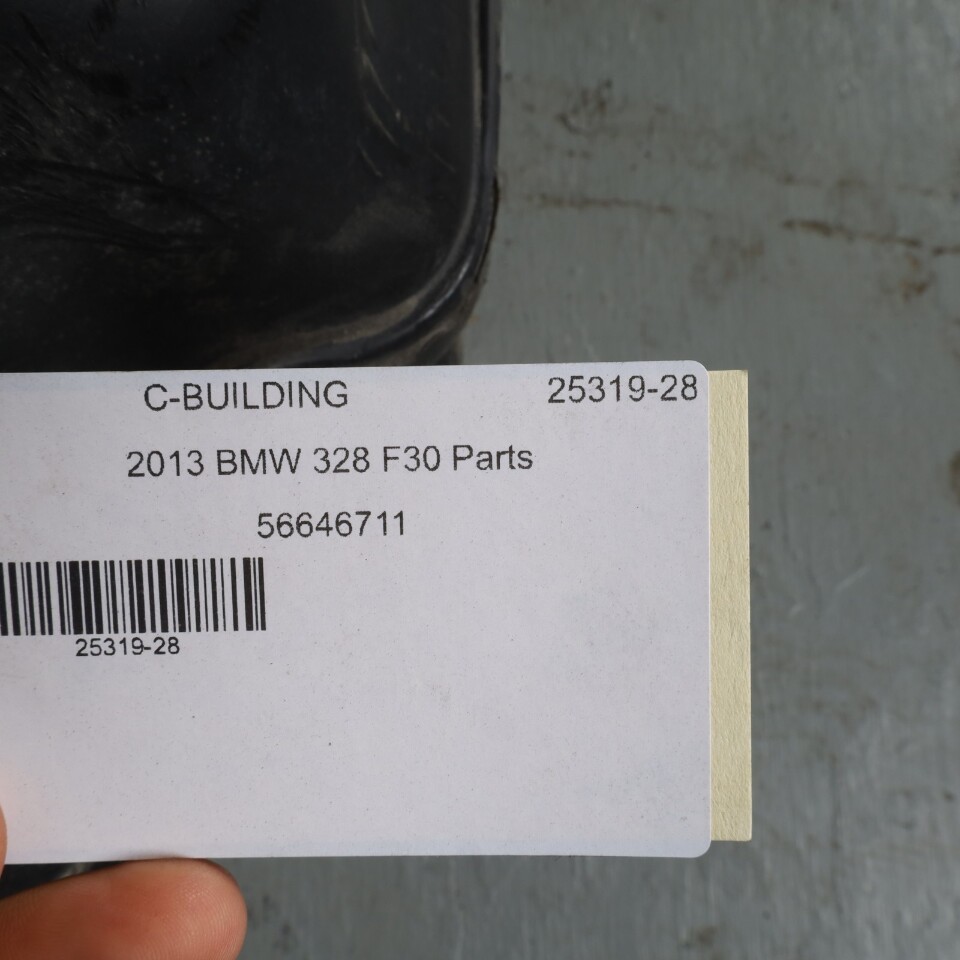 C-BUILDING 25319-28
2013 BMW 328 F30 Parts
56646711
25319-28